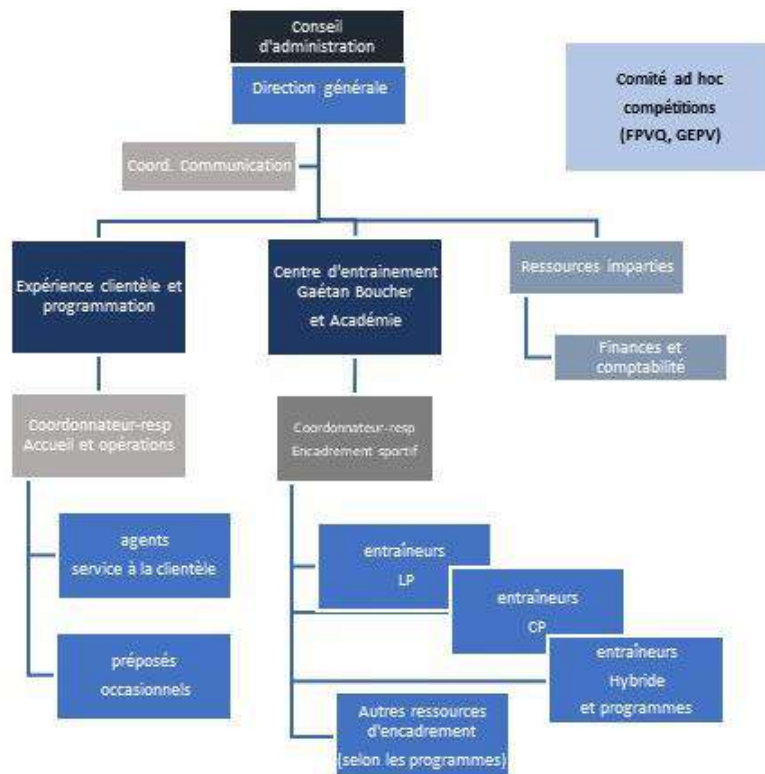 Conseil
d'administration
Direction générale
Comité ad hoc
compétitions
(FPVQ, GEPV)
Coord. Communication
Expérience clientèle et
programmation
Centre d'entrainement
Gaétan Boucher
et Académie
Ressources imparties
Finances et
comptabilité
Coordonnateur-resp
Accueil et opérations
Coordonnateur-resp
Encadrement sportif
agents
service à la clientèle
préposés
occasionnels
entraîneurs
LP
entraîneurs
CP
entraîneurs
Hybride
et programmes
Autres ressources
d'encadrement
(selon les programmes)